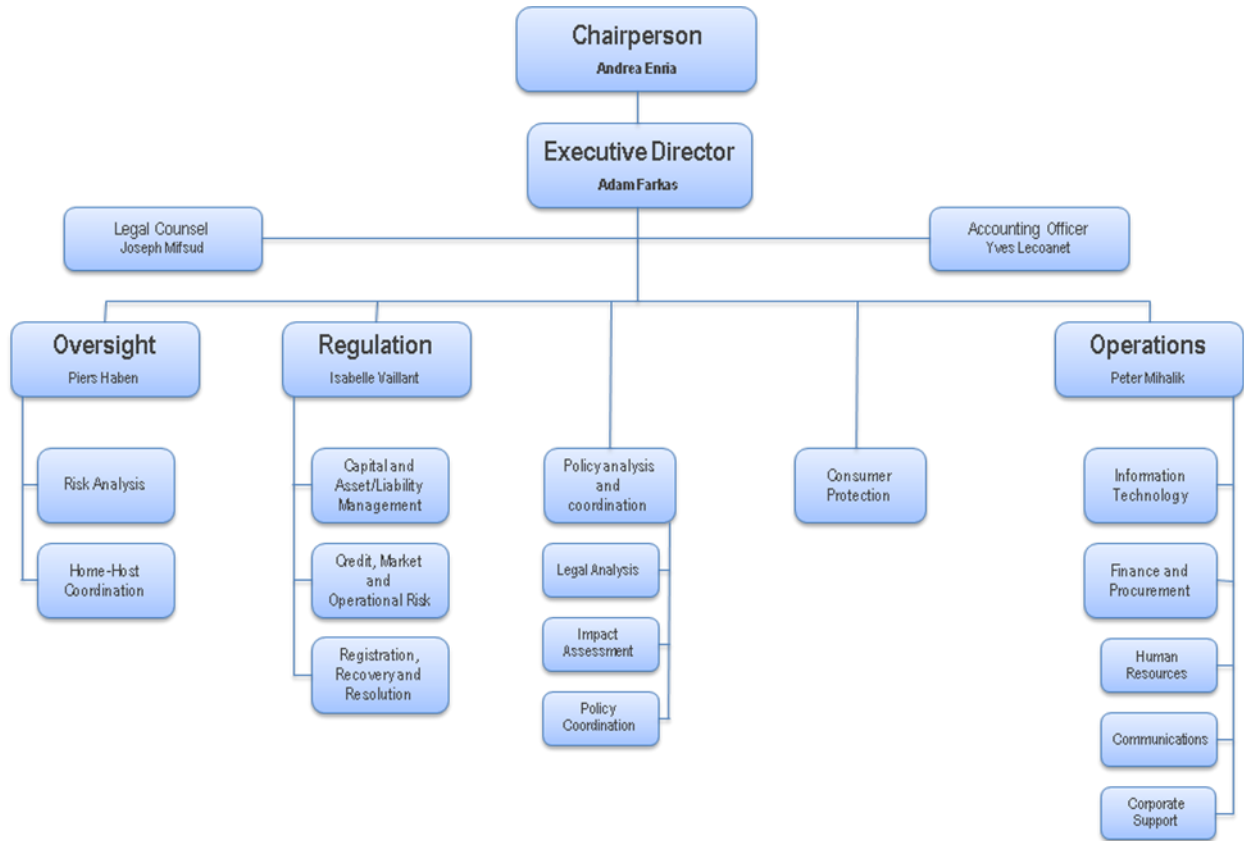 Chairperson
Andrea Enria
Executive Director
Adam Farkas
Legal Counsel
Joseph Mifsud
Accounting Officer
Yves Lecoanet
Oversight
Piers Haben
Regulation
Isabelle Vaillant
Operations
Peter Mihalik
Risk Analysis
Home-Host
Coordination
Capital and
Asset/Liability
Management
Credit, Market
and
Operational Risk
Registration,
Recovery and
Resolution
Policy analysis
and
coordination
Legal Analysis
Impact
Assessment
Policy
Coordination
Consumer
Protection
Information
Technology
Finance and
Procurement
Human
Resources
Communications
Corporate
Support